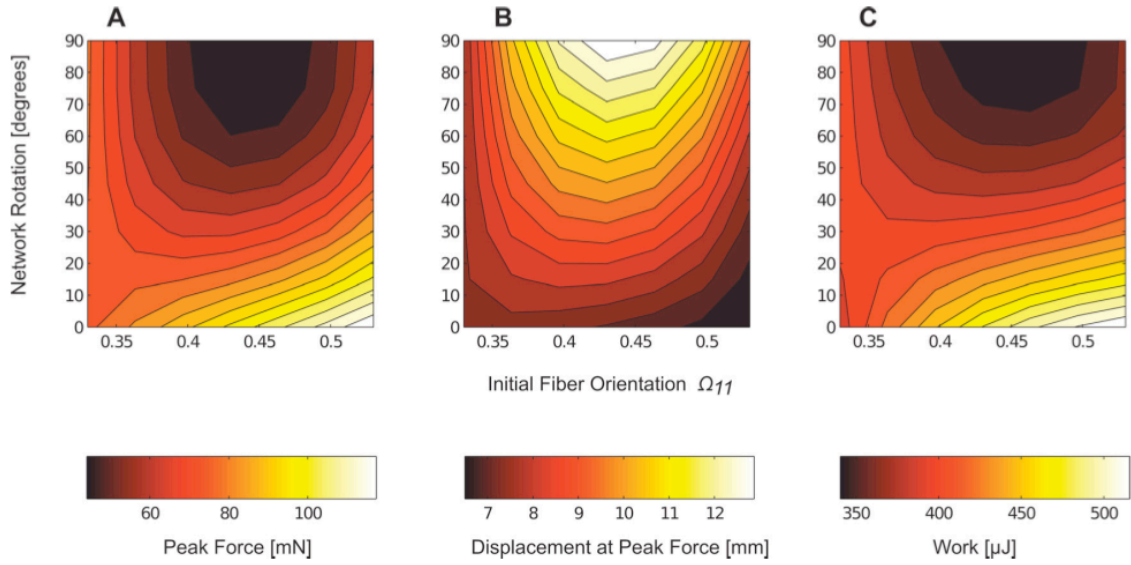 A B C
Network Rotation [degrees]
90 90 90
80 80 80
70 70 70
60 60 60
50 50 50
40 40 40
30 30 30
20 20 20
10 10 10
0 0 0
0.35 0.4 0.45 0.5 0.35 0.4 0.45 0.5 0.35 0.4 0.45 0.5
Initial Fiber Orientation Ω11
60 80 100 7 8 9 10 11 12 350 400 450 500
Peak Force [mN] Displacement at Peak Force [mm] Work [µJ]